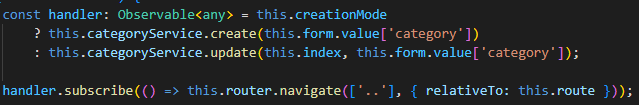 const handler: Observable<any> = this.creationMode
? this.categoryService.create(this.form.value['category'])
: this.categoryService.update(this.index, this.form.value['category']);
handler.subscribe(() => this.router.navigate(['..'], { relativeTo: this.route }));